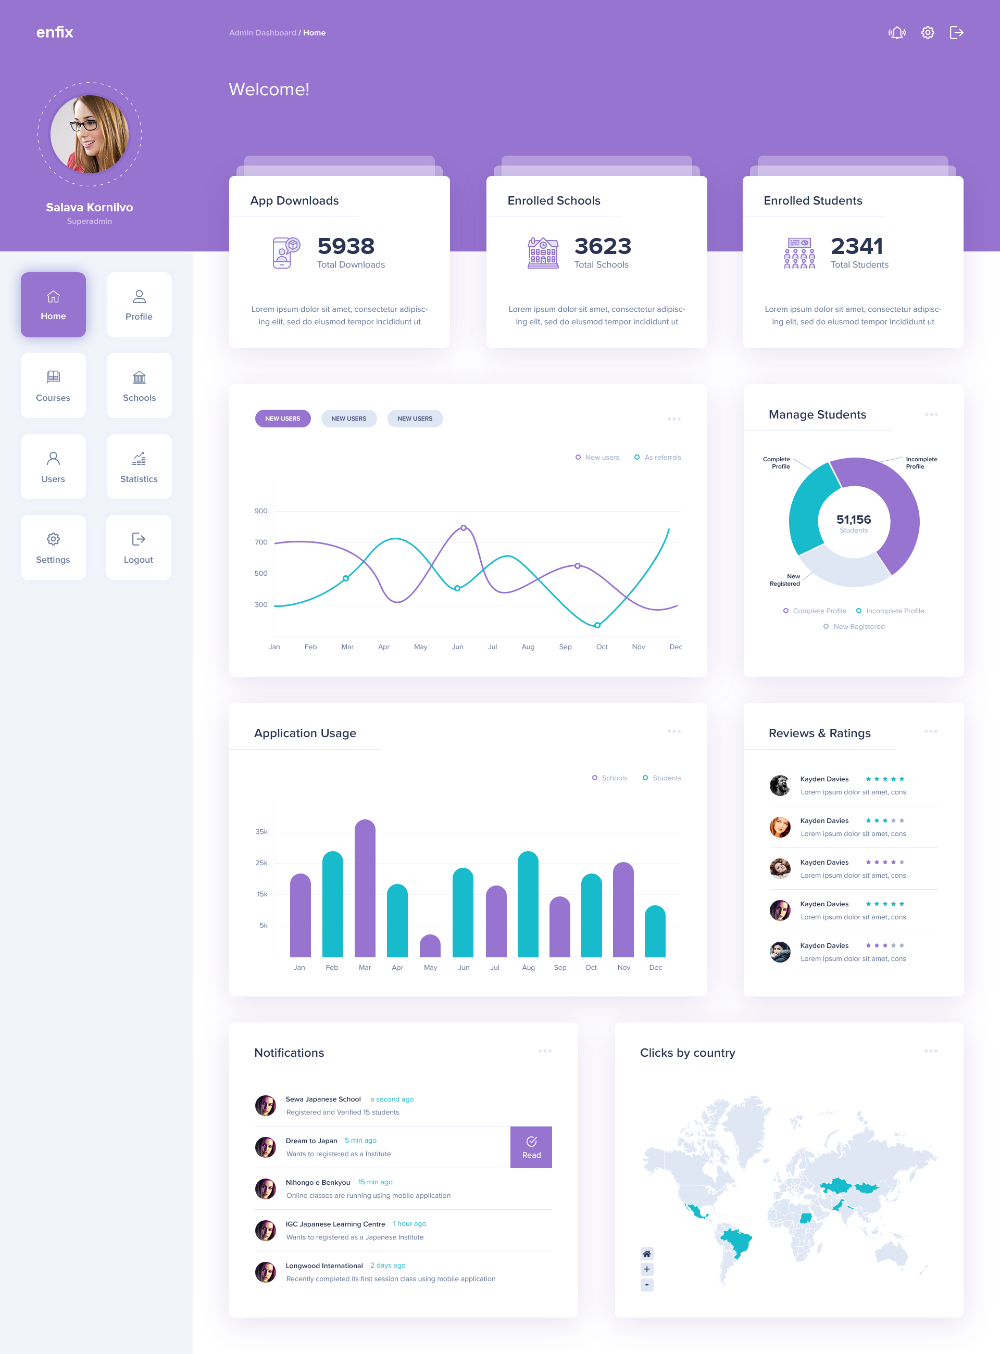 enfix
Admin Dashboard / Home
Welcome!
Salava Kornilvo
Superadmin
Home
Profile
Courses
Schools
Users
Statistics
Settings
Logout
App Downloads
5938
Total Downloads
Lorem ipsum dolor sit amet, consectetur adipisc-
ing elit, sed do eiusmod tempor incididunt ut
Enrolled Schools
3623
Total Schools
Lorem ipsum dolor sit amet, consectetur adipisc-
ing elit, sed do eiusmod tempor incididunt ut
Enrolled Students
2341
Total Students
Lorem ipsum dolor sit amet, consectetur adipisc-
ing elit, sed do eiusmod tempor incididunt ut
NEW USERS NEW USERS NEW USERS
New users As referrals
900
700
500
300
Jan Feb Mar Apr May Jun Jul Aug Sep Oct Nov Dec
Manage Students
Complete
Profile
Incomplete
Profile
51,156
Students
New
Registered
Complete Profile Incomplete Profile
New Registered
Application Usage
Schools Students
35k
25k
15k
5k
Jan Feb Mar Apr May Jun Jul Aug Sep Oct Nov Dec
Reviews & Ratings
Kayden Davies
Lorem ipsum dolor sit amet, cons
Kayden Davies
Lorem ipsum dolor sit amet, cons
Kayden Davies
Lorem ipsum dolor sit amet, cons
Kayden Davies
Lorem ipsum dolor sit amet, cons
Kayden Davies
Lorem ipsum dolor sit amet, cons
Notifications
Sewa Japanese School a second ago
Registered and Verified 15 students
Dream to Japan 5 min ago
Wants to registered as a Institute
Read
Nihongo e Benkyou 15 min ago
Online classes are running using mobile application
IGC Japanese Learning Centre 1 hour ago
Wants to registered as a Japanese Institute
Longwood International 2 days ago
Recently completed its first session class using mobile application
Clicks by country
+
-